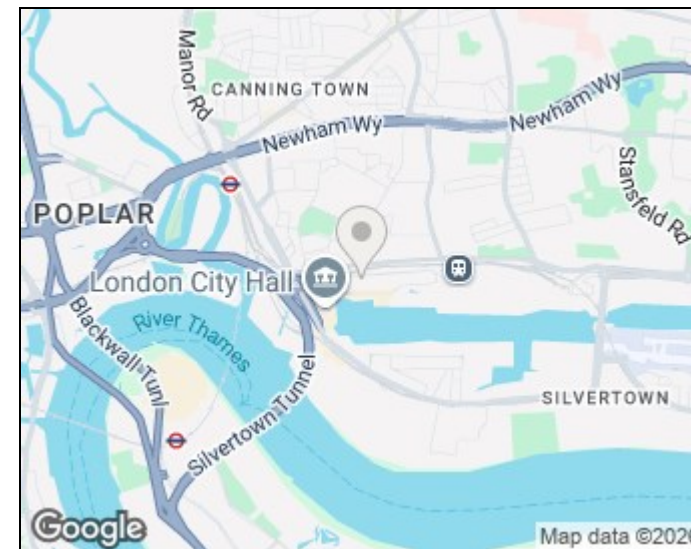 Manor Rd
CANNING TOWN
Newham Wy
Newham Wy
Stansfeld Rd
POPLAR
London City Hall
River Thames
Blackwall Tunl
Silvertown Tunnel
SILVERTOWN
Google
Map data ©2026